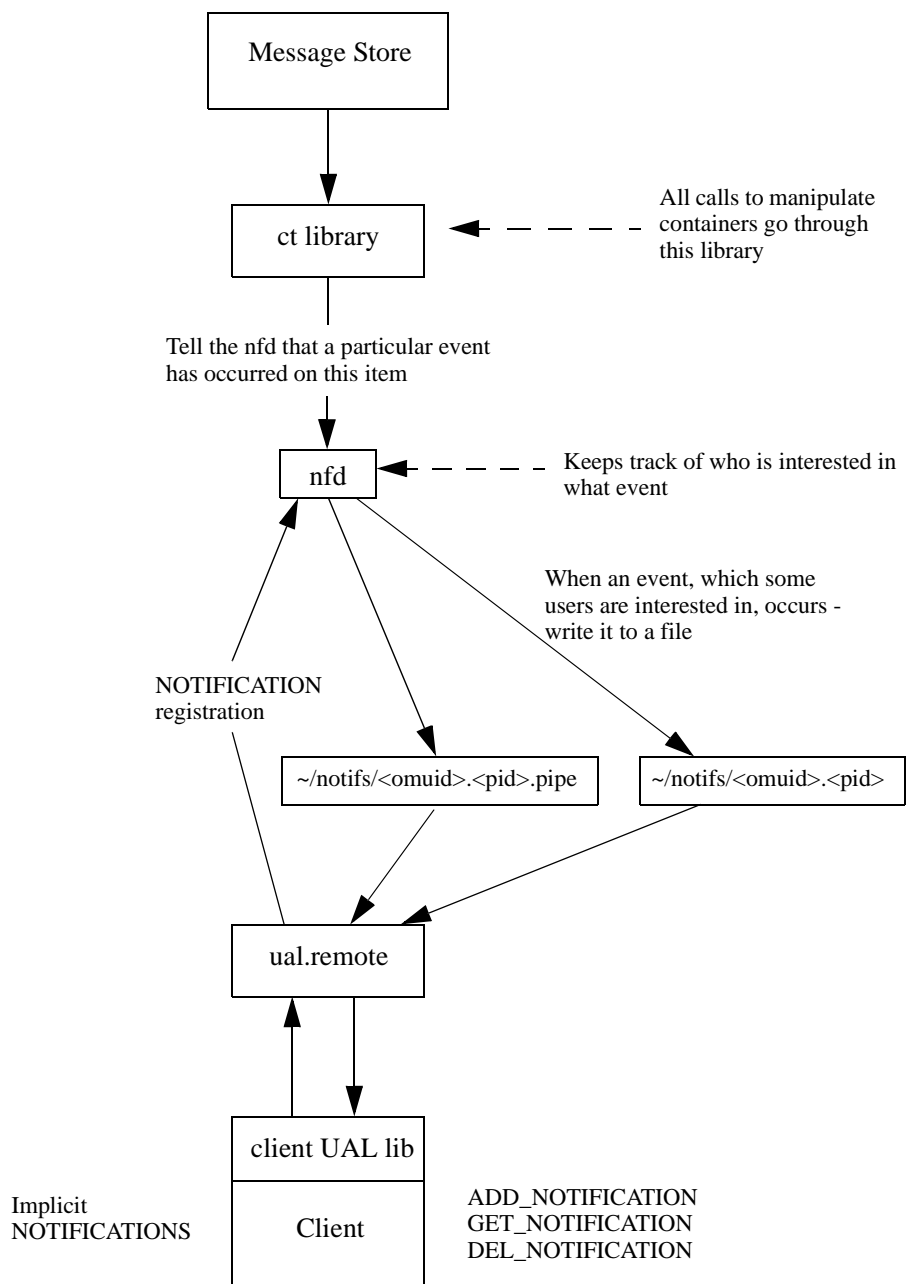 Message Store
ct library
All calls to manipulate
containers go through
this library
Tell the nfd that a particular event
has occurred on this item
nfd
Keeps track of who is interested in
what event
When an event, which some
users are interested in, occurs -
write it to a file
NOTIFICATION
registration
~/notifs/<omuid>.<pid>.pipe
~/notifs/<omuid>.<pid>
ual.remote
client UAL lib
Client
Implicit
NOTIFICATIONS
ADD_NOTIFICATION
GET_NOTIFICATION
DEL_NOTIFICATION